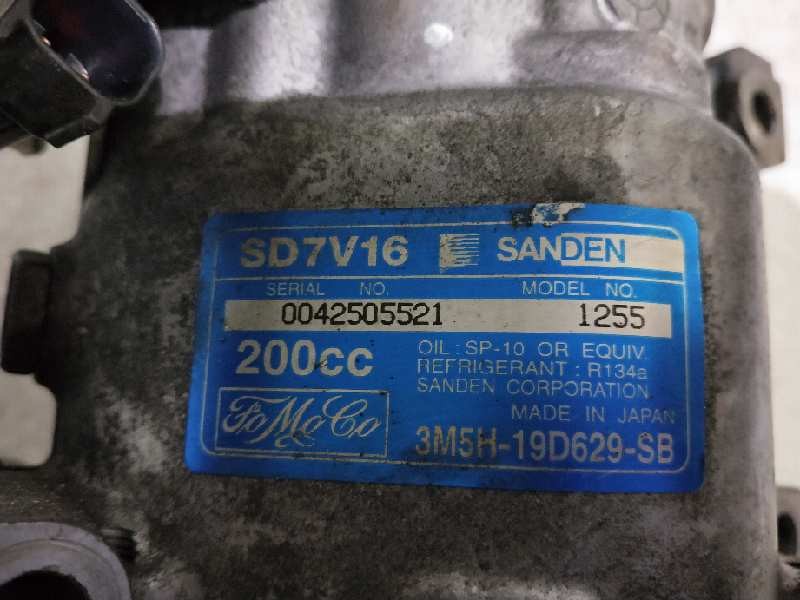 SD7V16 SANDEN
SERIAL NO. MODEL NO.
0042505521 1255
200cc OIL : SP-10 OR EQUIV.
REFRIGERANT : R134a
SANDEN CORPORATION
MADE IN JAPAN
FoMoCo 3M5H-19D629-SB